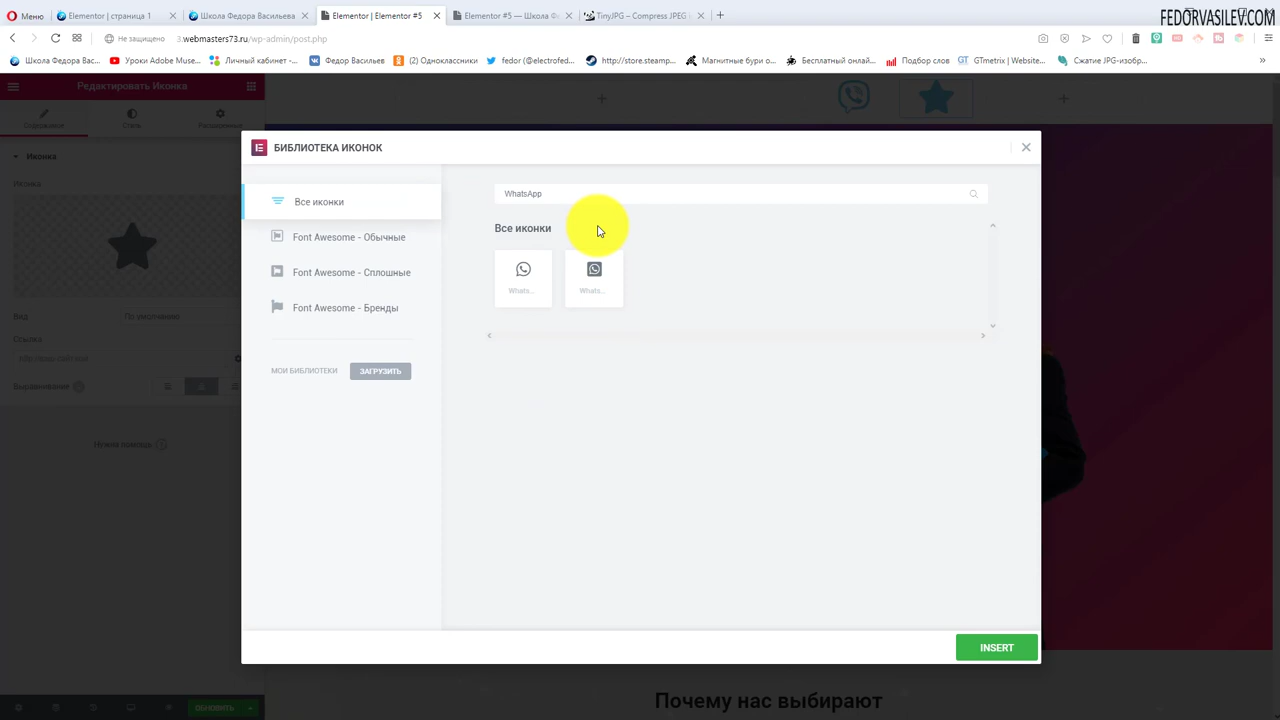 Меню
Elementor | страница 1
Школа Федора Васильева
Elementor | Elementor #5
Elementor #5 — Школа Ф
TinyJPG – Compress JPEG
FEDORVASILEV.COM
Не защищено
3.webmasters73.ru/wp-admin/post.php
Школа Федора Вас...
Уроки Adobe Muse...
Личный кабинет -...
Федор Васильев
(2) Одноклассники
fedor (@electrofed...
http://store.steamp...
Магнитные бури о...
Бесплатный онлай...
Подбор слов
GTmetrix | Website...
Сжатие JPG-изобр...
Редактировать Иконка
Содержимое
Стиль
Расширенные
Иконка
Иконка
Вид
По умолчанию
Ссылка
Выравнивание
Нужна помощь
ОБНОВИТЬ
БИБЛИОТЕКА ИКОНОК
Все иконки
Font Awesome - Обычные
Font Awesome - Сплошные
Font Awesome - Бренды
МОИ БИБЛИОТЕКИ
ЗАГРУЗИТЬ
WhatsApp
Все иконки
Whats...
Whats...
INSERT
Почему нас выбирают